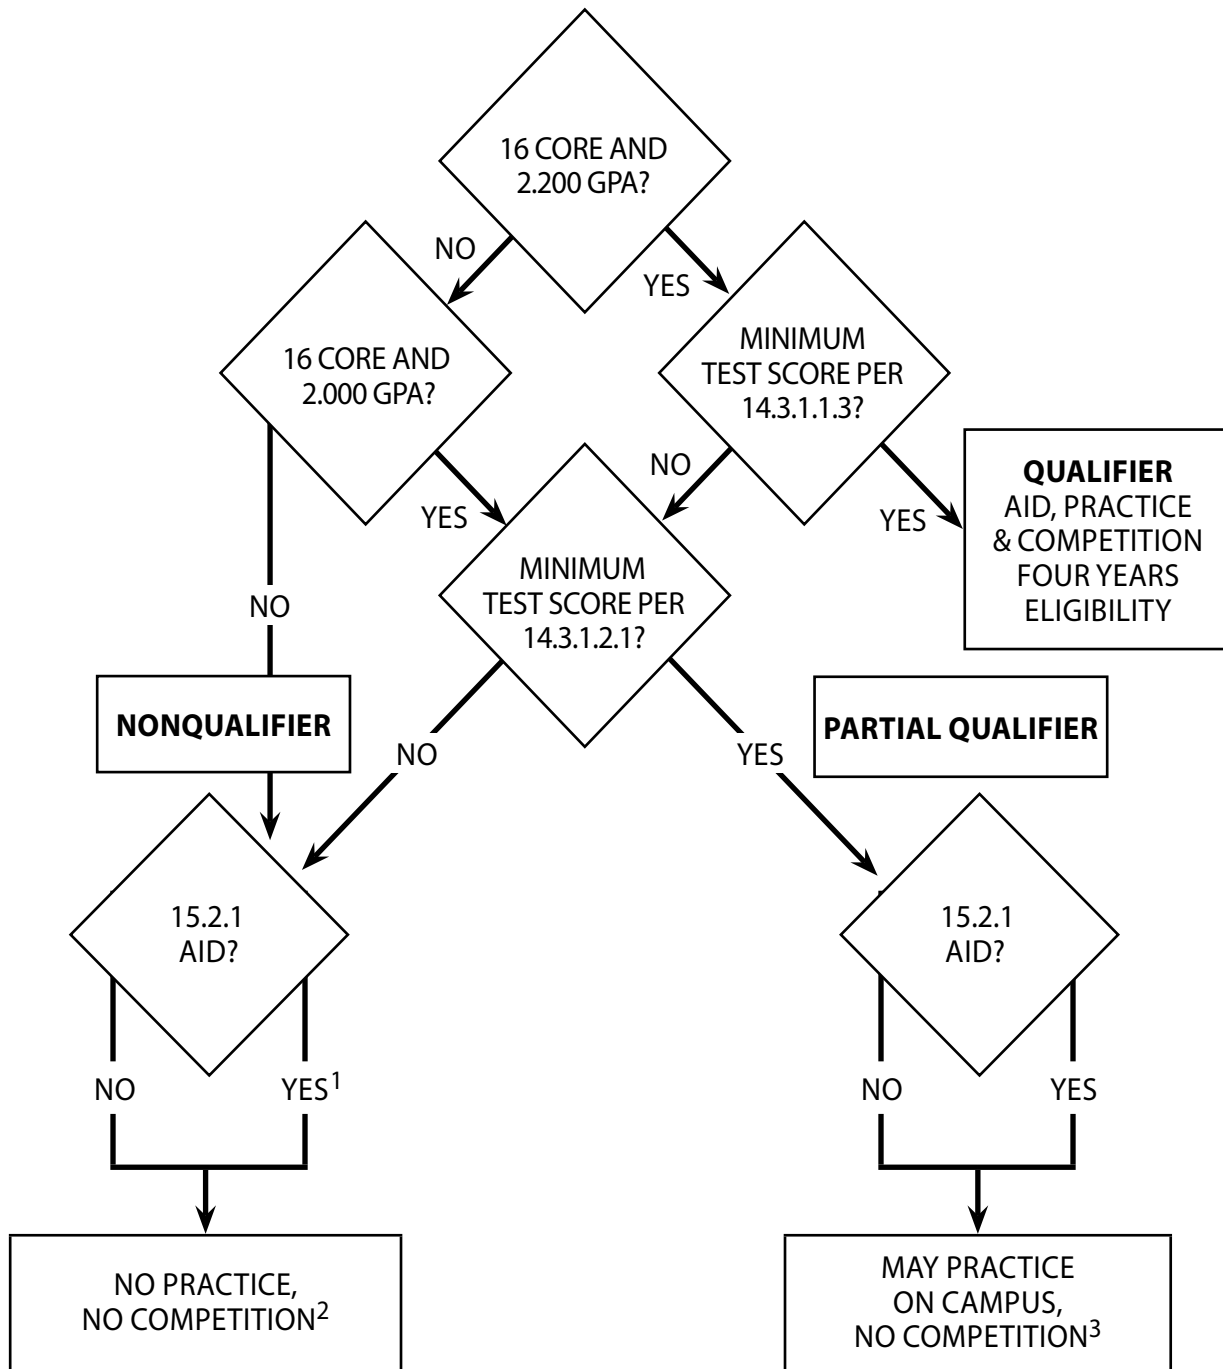 16 CORE AND
2.200 GPA?
NO
YES
16 CORE AND
2.000 GPA?
MINIMUM
TEST SCORE PER
14.3.1.1.3?
YES
NO
YES
QUALIFIER
AID, PRACTICE
& COMPETITION
FOUR YEARS
ELIGIBILITY
NO
MINIMUM
TEST SCORE PER
14.3.1.2.1?
NONQUALIFIER
NO
YES
PARTIAL QUALIFIER
15.2.1
AID?
15.2.1
AID?
NO
YES¹
NO
YES
NO PRACTICE,
NO COMPETITION²
MAY PRACTICE
ON CAMPUS,
NO COMPETITION³